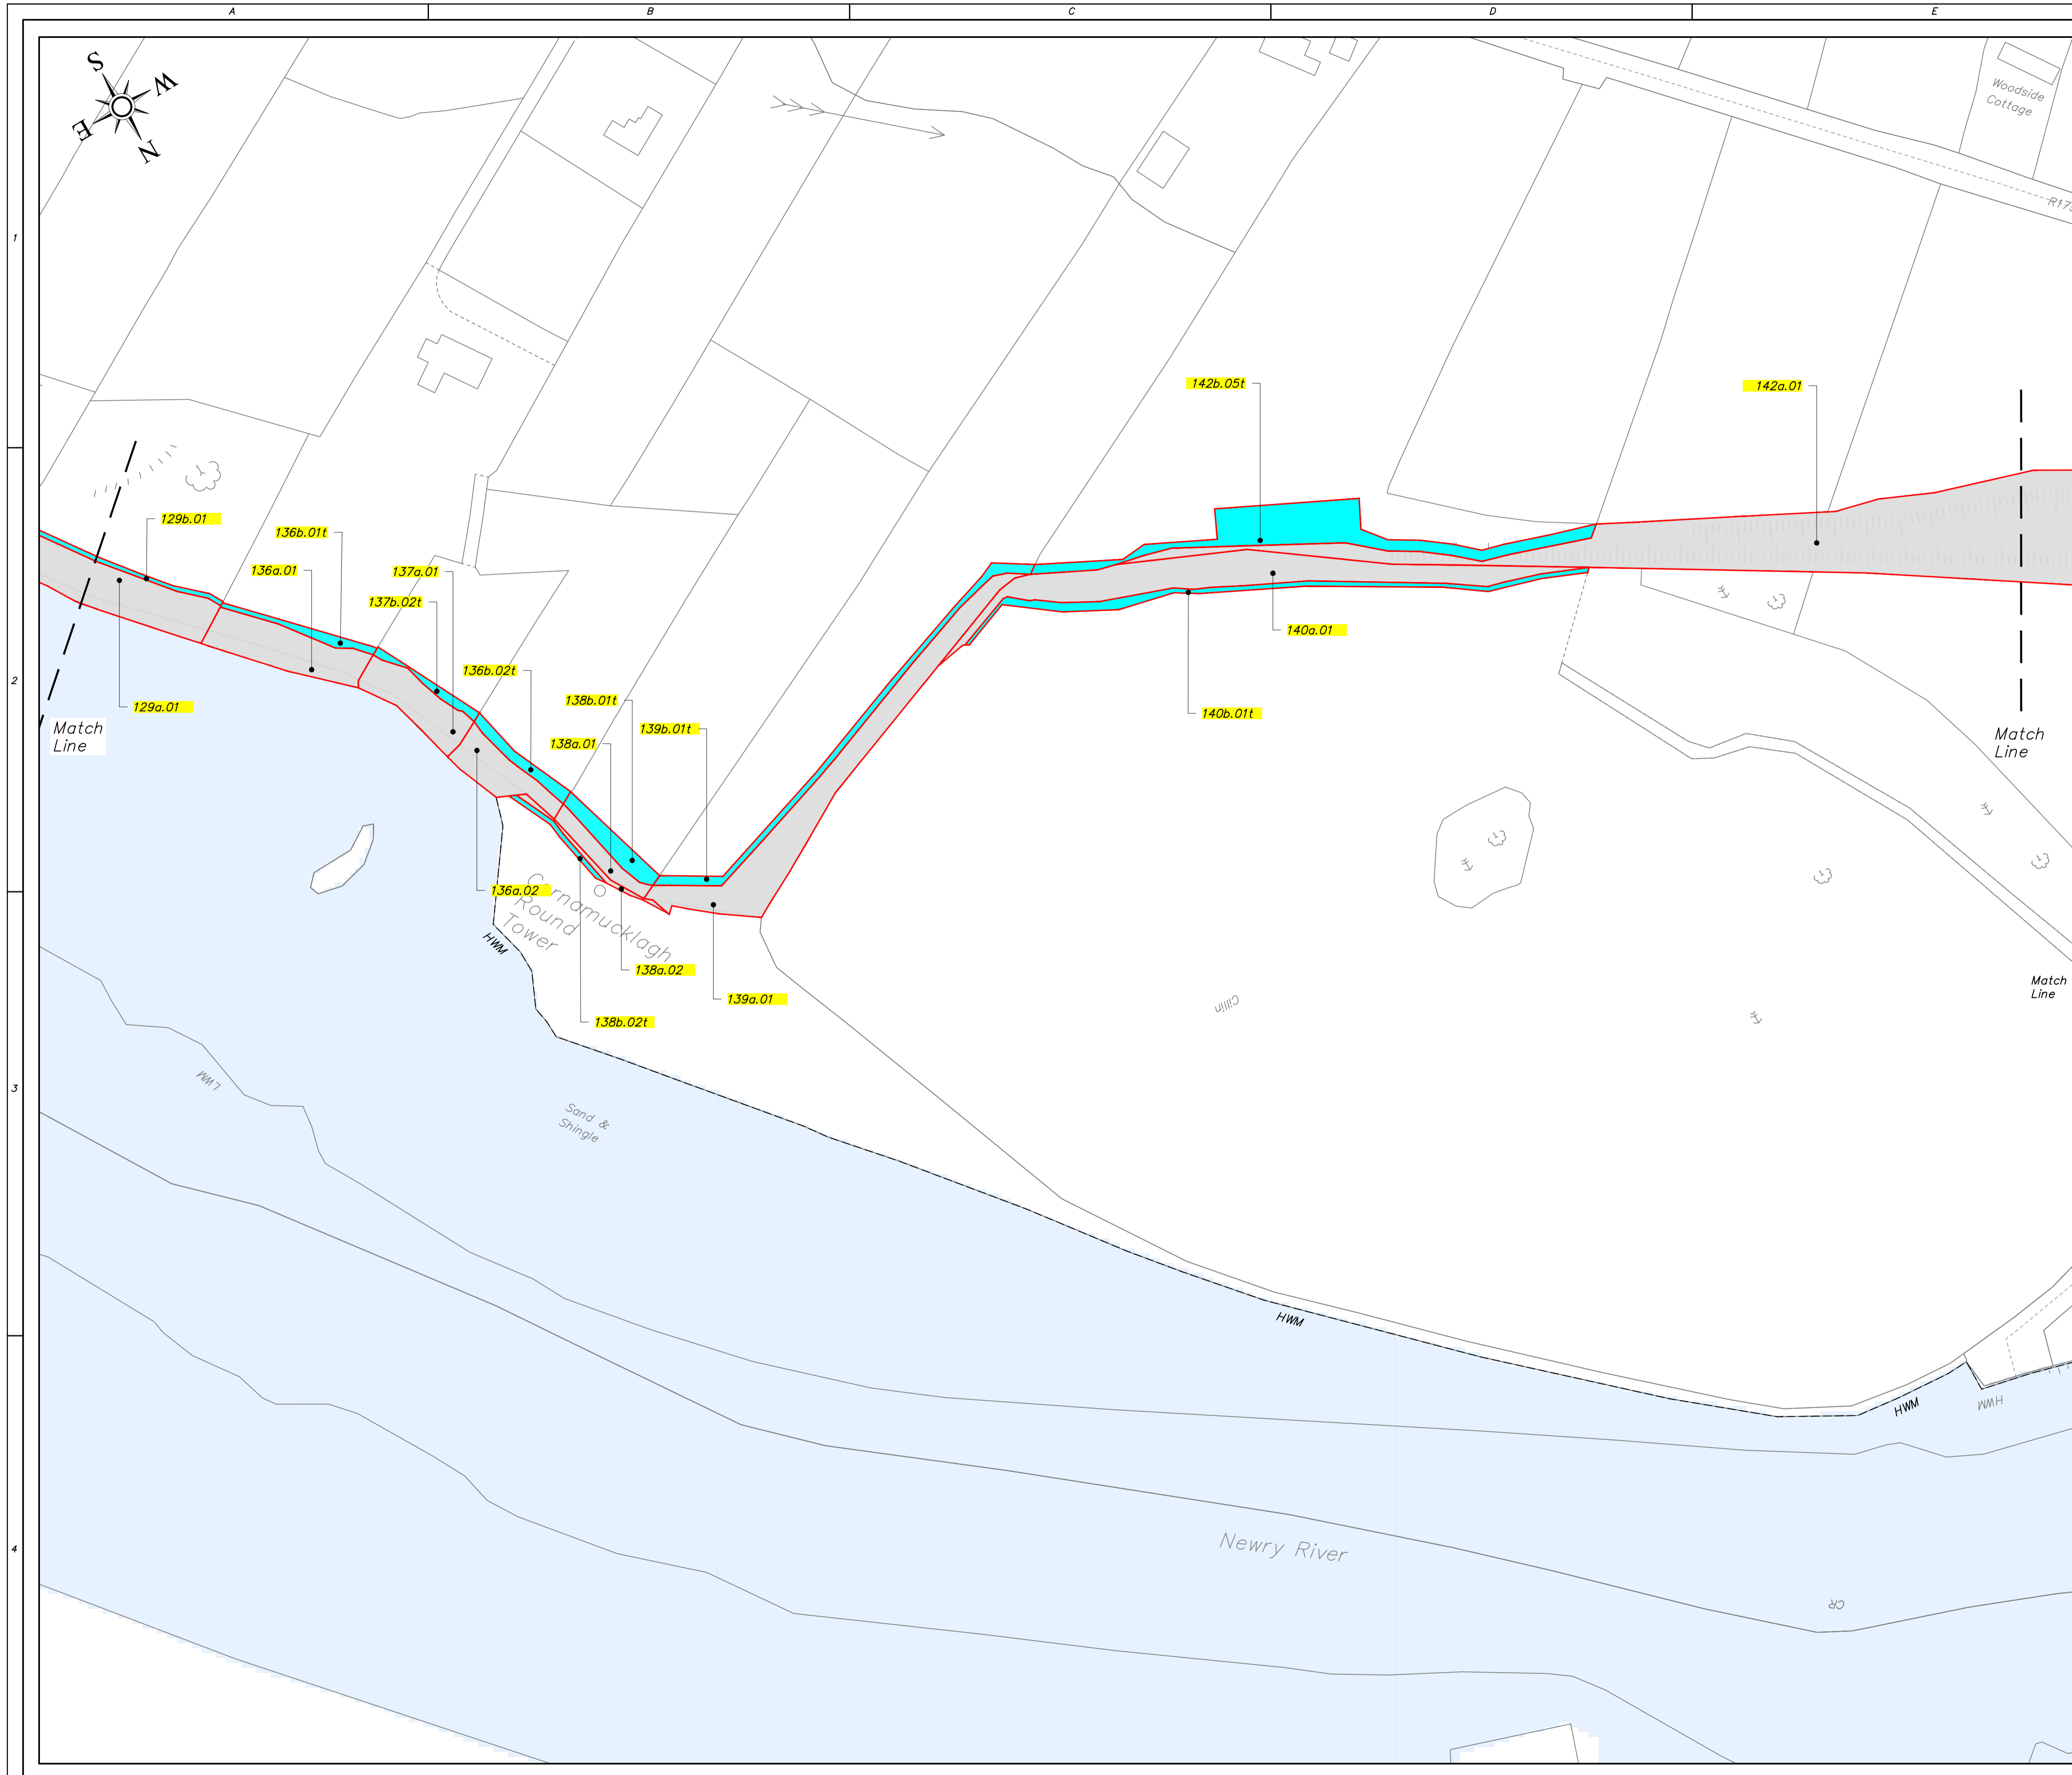 A
B
C
D
E
S
W
E
N
Woodside
Cottage
1
142b.05t
142a.01
129b.01
136b.01t
136a.01
137a.01
137b.02t
136b.02t
138b.01t
139b.01t
138a.01
140a.01
140b.01t
2
129a.01
Match
Line
Match
Line
136a.02
Cornamucklagh
Round
Tower
HWM
138a.02
139a.01
138b.02t
Cillin
Match
Line
3
LWM
Sand &
Shingle
HWM
HWM
HWM
4
Newry River
CR